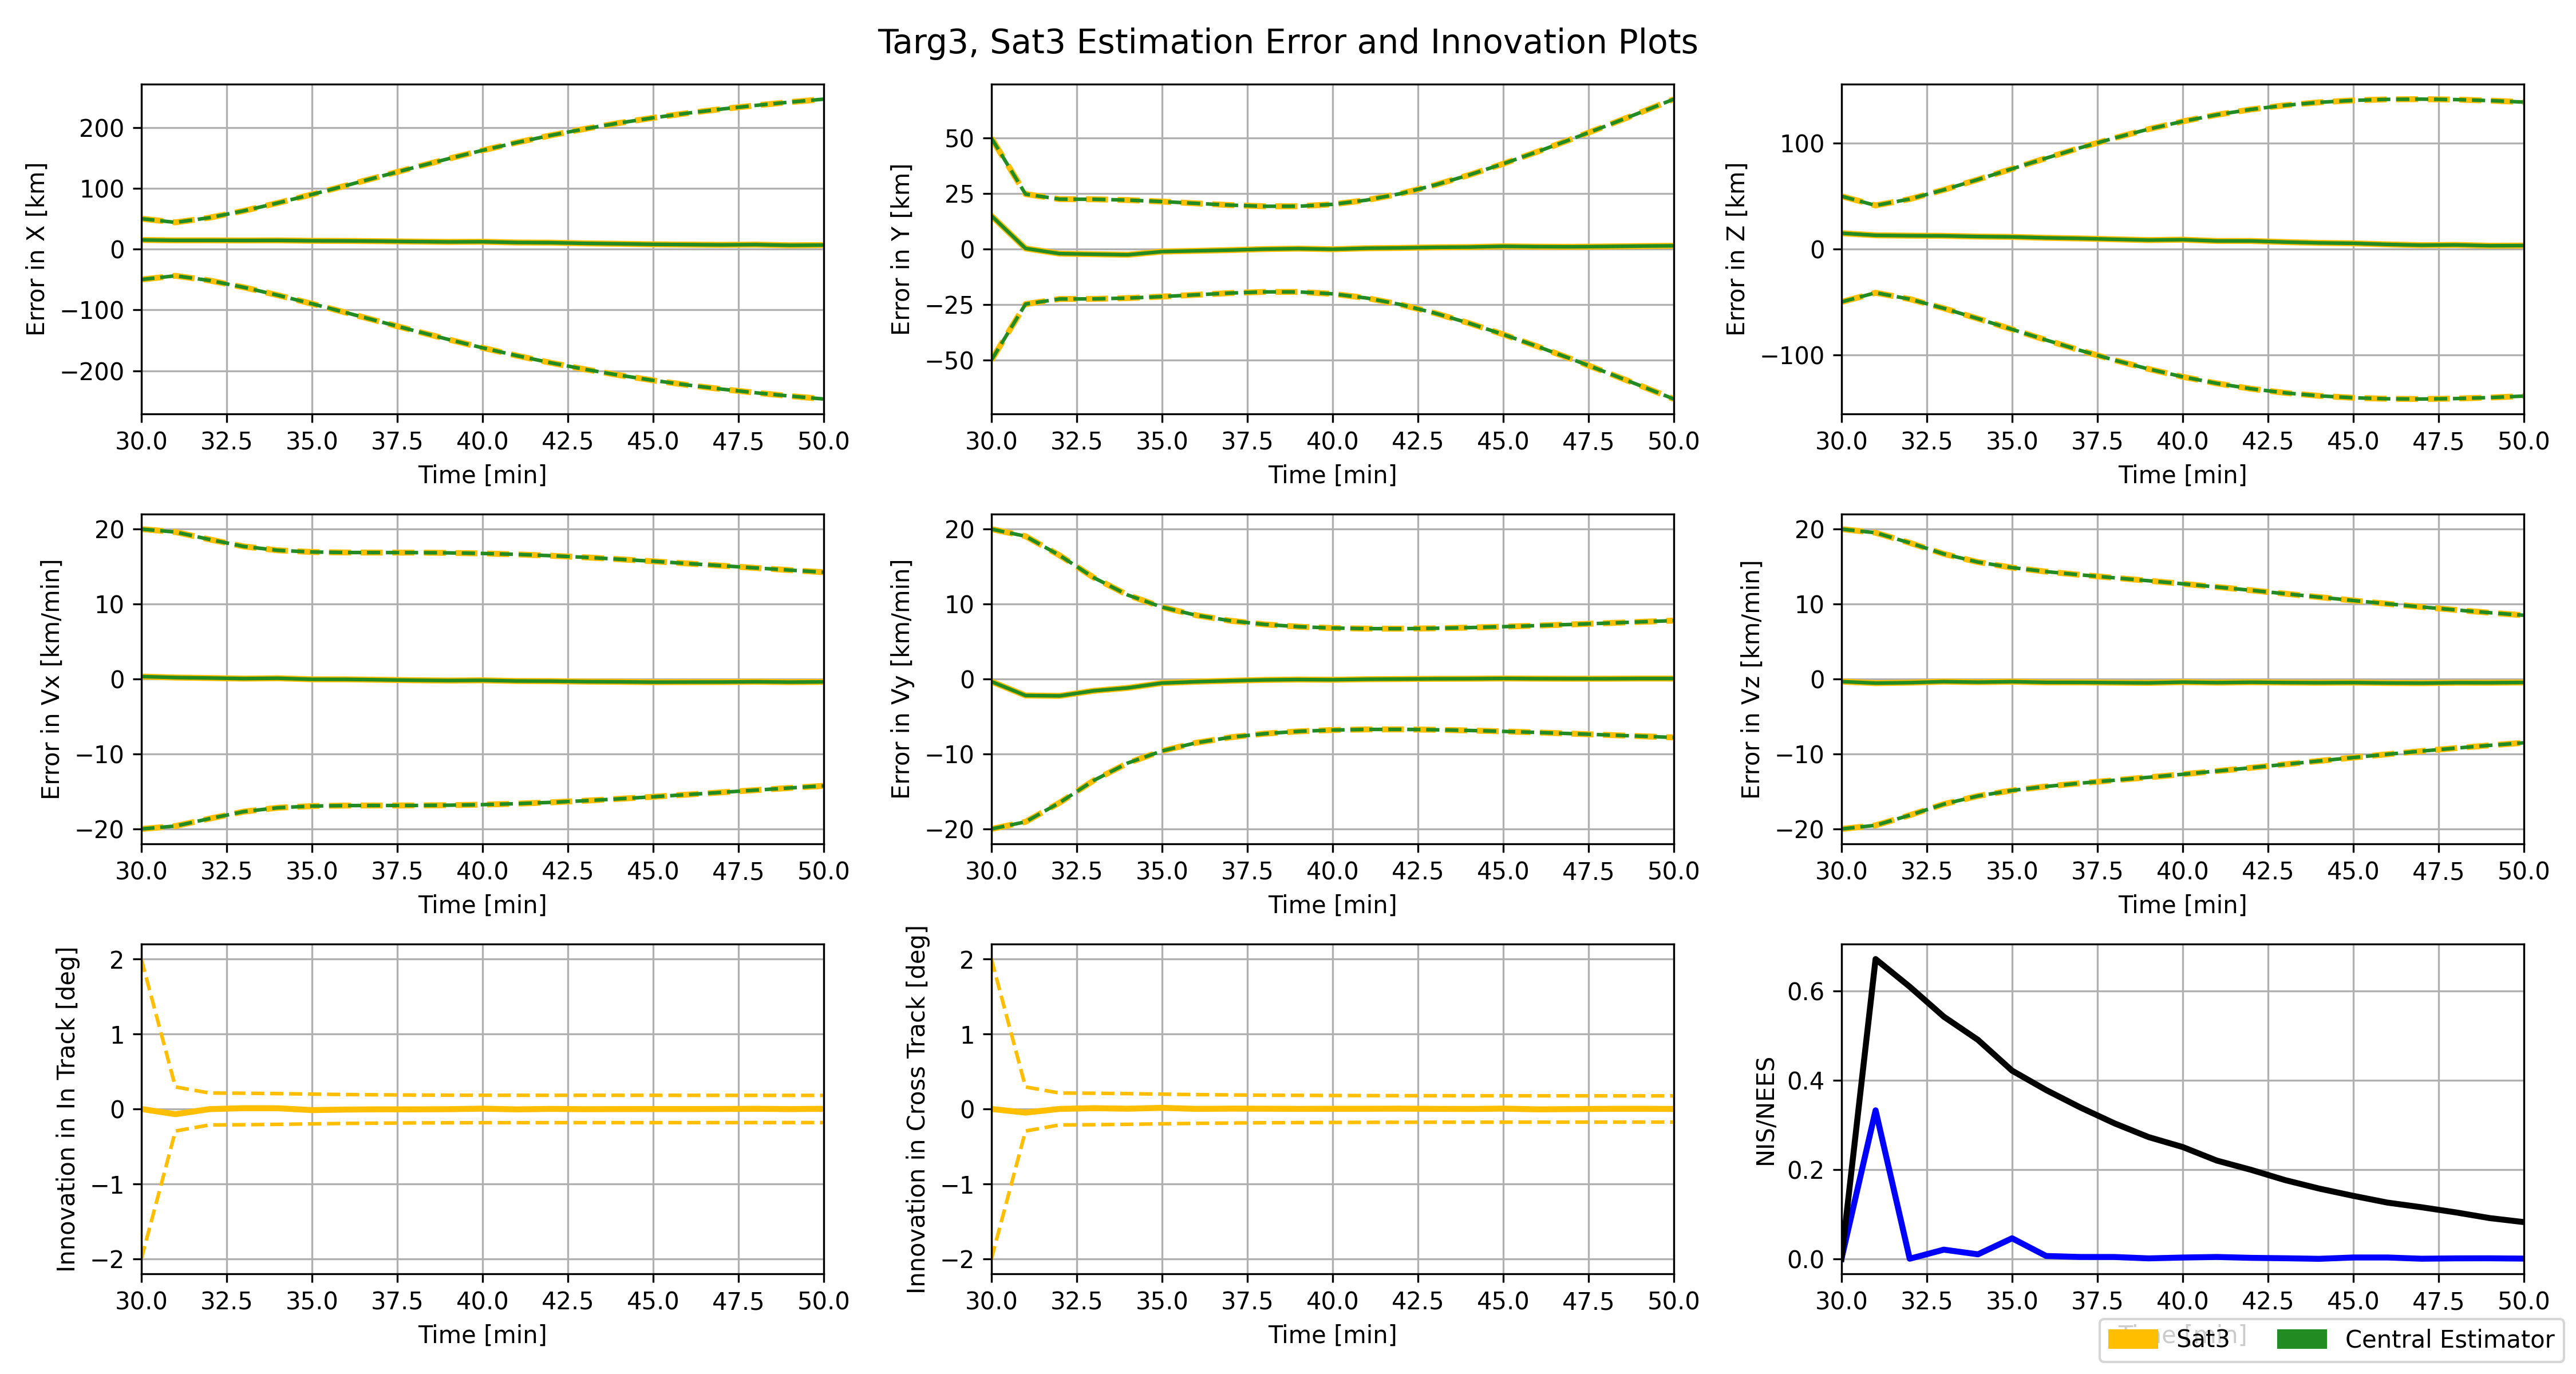 Targ3, Sat3 Estimation Error and Innovation Plots
Error in X [km]
200
100
0
−100
−200
30.0 32.5 35.0 37.5 40.0 42.5 45.0 47.5 50.0
Time [min]
Error in Y [km]
50
25
0
−25
−50
30.0 32.5 35.0 37.5 40.0 42.5 45.0 47.5 50.0
Time [min]
Error in Z [km]
100
0
−100
30.0 32.5 35.0 37.5 40.0 42.5 45.0 47.5 50.0
Time [min]
Error in Vx [km/min]
20
10
0
−10
−20
30.0 32.5 35.0 37.5 40.0 42.5 45.0 47.5 50.0
Time [min]
Error in Vy [km/min]
20
10
0
−10
−20
30.0 32.5 35.0 37.5 40.0 42.5 45.0 47.5 50.0
Time [min]
Error in Vz [km/min]
20
10
0
−10
−20
30.0 32.5 35.0 37.5 40.0 42.5 45.0 47.5 50.0
Time [min]
Innovation in In Track [deg]
2
1
0
−1
−2
30.0 32.5 35.0 37.5 40.0 42.5 45.0 47.5 50.0
Time [min]
Innovation in Cross Track [deg]
2
1
0
−1
−2
30.0 32.5 35.0 37.5 40.0 42.5 45.0 47.5 50.0
Time [min]
NIS/NEES
0.6
0.4
0.2
0.0
30.0 32.5 35.0 37.5 40.0 42.5 45.0 47.5 50.0
Time [min]
Sat3 Central Estimator